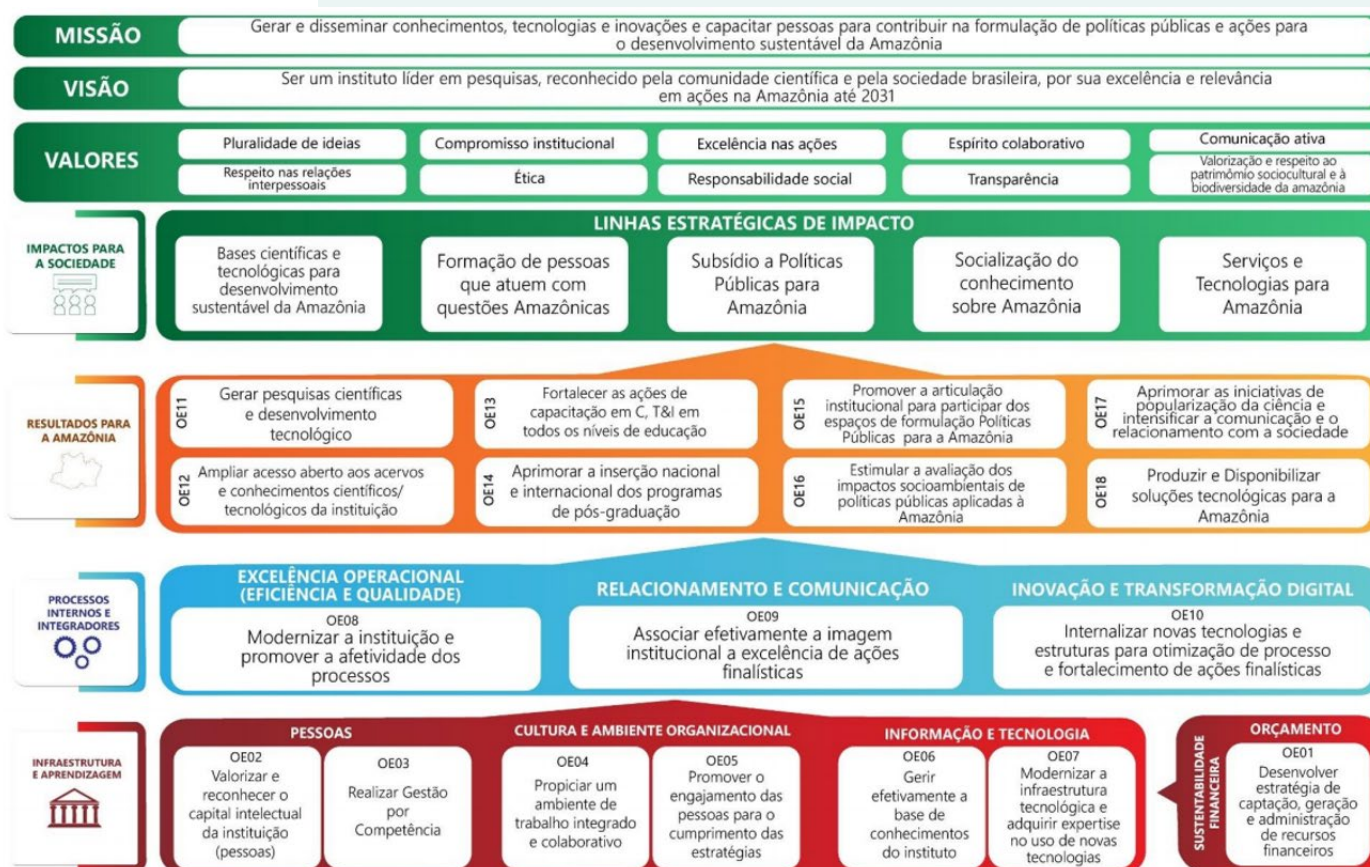 MISSÃO
Gerar e disseminar conhecimentos, tecnologias e inovações e capacitar pessoas para contribuir na formulação de políticas públicas e ações para
o desenvolvimento sustentável da Amazônia
VISÃO
Ser um instituto líder em pesquisas, reconhecido pela comunidade científica e pela sociedade brasileira, por sua excelência e relevância
em ações na Amazônia até 2031
VALORES
Pluralidade de ideias
Compromisso institucional
Excelência nas ações
Espírito colaborativo
Comunicação ativa
Respeito nas relações
interpessoais
Ética
Responsabilidade social
Transparência
Valorização e respeito ao
patrimômio sociocultural e à
biodiversidade da amazônia
IMPACTOS PARA
A SOCIEDADE
LINHAS ESTRATÉGICAS DE IMPACTO
Bases científicas e
tecnológicas para
desenvolvimento
sustentável da Amazônia
Formação de pessoas
que atuem com
questões Amazônicas
Subsídio a Políticas
Públicas para
Amazônia
Socialização do
conhecimento
sobre Amazônia
Serviços e
Tecnologias para
Amazônia
RESULTADOS PARA
A AMAZÔNIA
OE11
Gerar pesquisas científicas
e desenvolvimento
tecnológico
OE13
Fortalecer as ações de
capacitação em C, T&I em
todos os níveis de educação
OE15
Promover a articulação
institucional para participar dos
espaços de formulação Políticas
Públicas para a Amazônia
OE17
Aprimorar as iniciativas de
popularização da ciência e
intensificar a comunicação e o
relacionamento com a sociedade
OE12
Ampliar acesso aberto aos acervos
e conhecimentos científicos/
tecnológicos da instituição
OE14
Aprimorar a inserção nacional
e internacional dos programas
de pós-graduação
OE16
Estimular a avaliação dos
impactos socioambientais de
políticas públicas aplicadas à
Amazônia
OE18
Produzir e Disponibilizar
soluções tecnológicas para a
Amazônia
PROCESSOS
INTERNOS E
INTEGRADORES
EXCELÊNCIA OPERACIONAL
(EFICIÊNCIA E QUALIDADE)
OE08
Modernizar a instituição e
promover a afetividade dos
processos
RELACIONAMENTO E COMUNICAÇÃO
OE09
Associar efetivamente a imagem
institucional a excelência de ações
finalísticas
INOVAÇÃO E TRANSFORMAÇÃO DIGITAL
OE10
Internalizar novas tecnologias e
estruturas para otimização de processo
e fortalecimento de ações finalísticas
INFRAESTRUTURA
E APRENDIZAGEM
PESSOAS
OE02
Valorizar e
reconhecer o
capital intelectual
da instituição
(pessoas)
OE03
Realizar Gestão
por
Competência
CULTURA E AMBIENTE ORGANIZACIONAL
OE04
Propiciar um
ambiente de
trabalho integrado
e colaborativo
OE05
Promover o
engajamento das
pessoas para o
cumprimento das
estratégias
INFORMAÇÃO E TECNOLOGIA
OE06
Gerir
efetivamente a
base de
conhecimentos
do instituto
OE07
Modernizar a
infraestrutura
tecnológica e
adquirir expertise
no uso de novas
tecnologias
SUSTENTABILIDADE
FINANCEIRA
ORÇAMENTO
OE01
Desenvolver
estratégia de
captação, geração
e administração
de recursos
financeiros